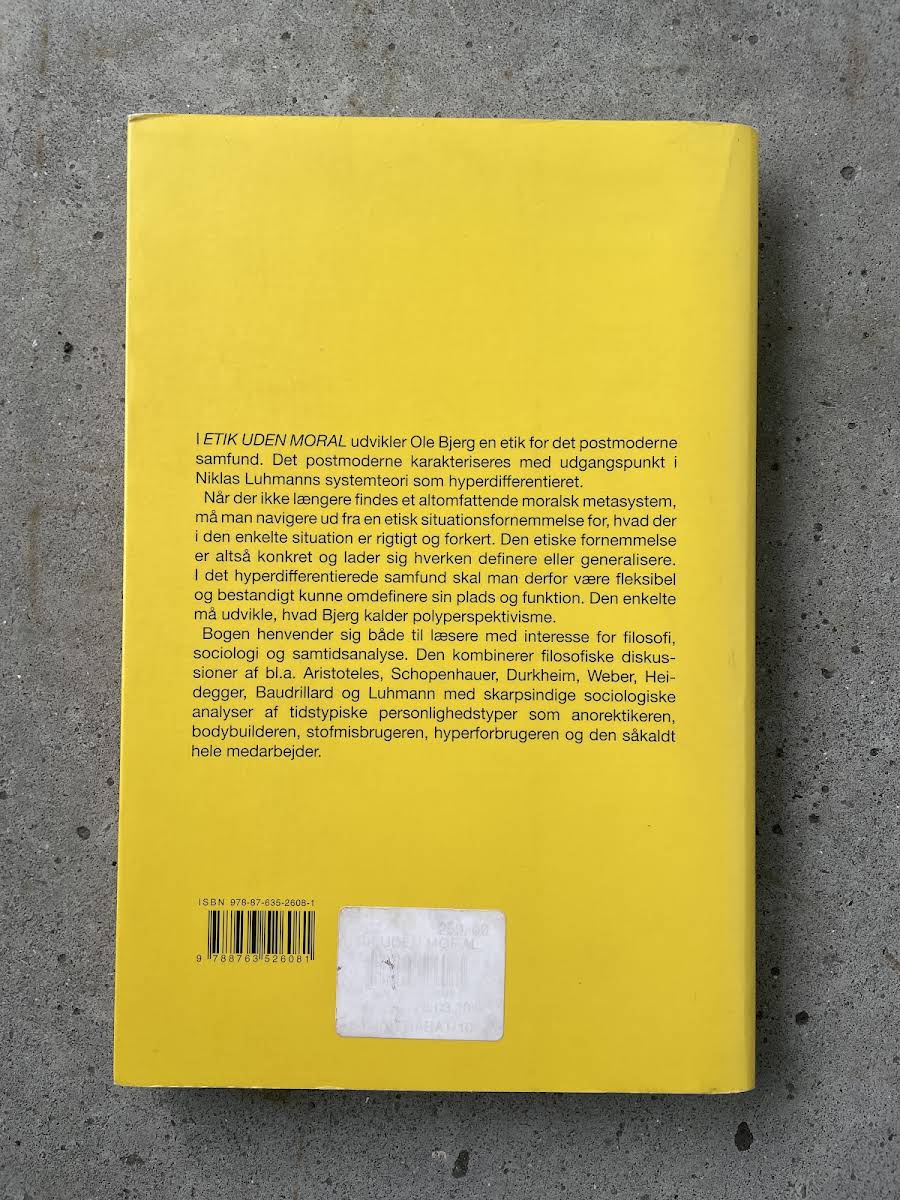 I ETIK UDEN MORAL udvikler Ole Bjerg en etik for det postmoderne
samfund. Det postmoderne karakteriseres med udgangspunkt i
Niklas Luhmanns systemteori som hyperdifferentieret.
Når der ikke længere findes et altomfattende moralsk metasystem,
må man navigere ud fra en etisk situationsfornemmelse for, hvad der
i den enkelte situation er rigtigt og forkert. Den etiske fornemmelse
er altså konkret og lader sig hverken definere eller generalisere.
I det hyperdifferentierede samfund skal man derfor være fleksibel
og bestandigt kunne omdefinere sin plads og funktion. Den enkelte
må udvikle, hvad Bjerg kalder polyperspektivisme.
Bogen henvender sig både til læsere med interesse for filosofi,
sociologi og samtidsanalyse. Den kombinerer filosofiske diskus-
sioner af bl.a. Aristoteles, Schopenhauer, Durkheim, Weber, Hei-
degger, Baudrillard og Luhmann med skarpsindige sociologiske
analyser af tidstypiske personlighedstyper som anorektikeren,
bodybuilderen, stofmisbrugeren, hyperforbrugeren og den såkaldt
hele medarbejder.
ISBN 978-87-635-2608-1
9 788763 526081
UDEN MORAL